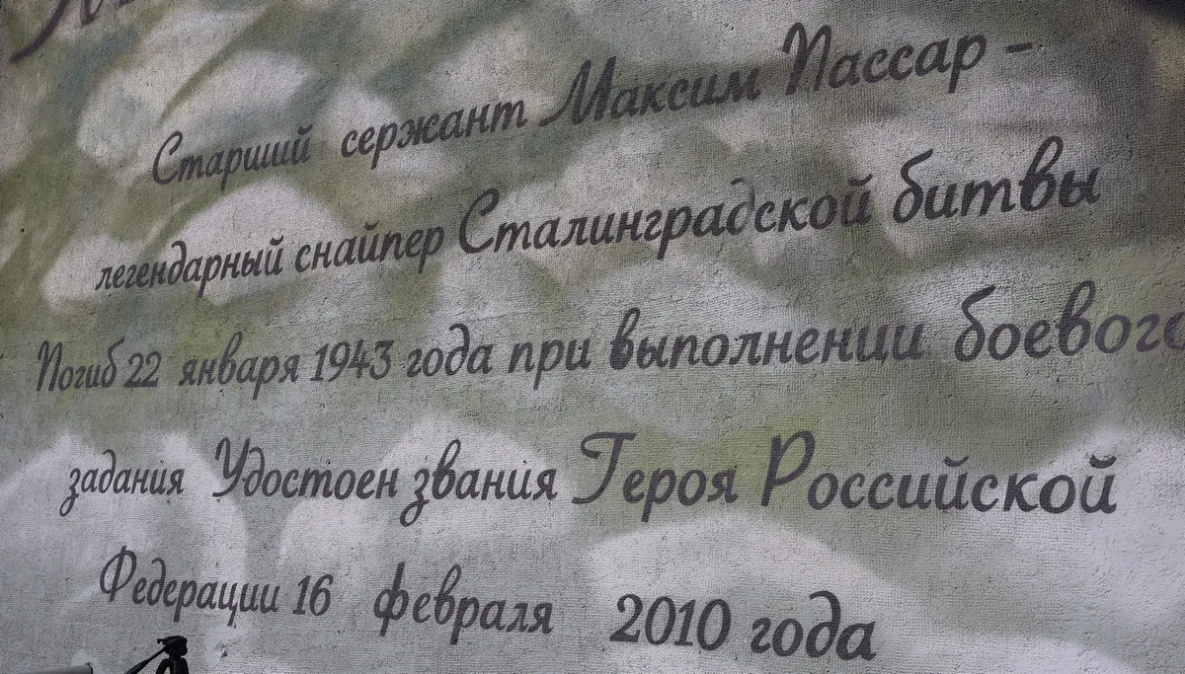 Старший сержант Максим Пассар –
легендарный снайпер Сталинградской битвы
Погиб 22 января 1943 года при выполнении боевого
задания Удостоен звания Героя Российской
Федерации 16 февраля 2010 года